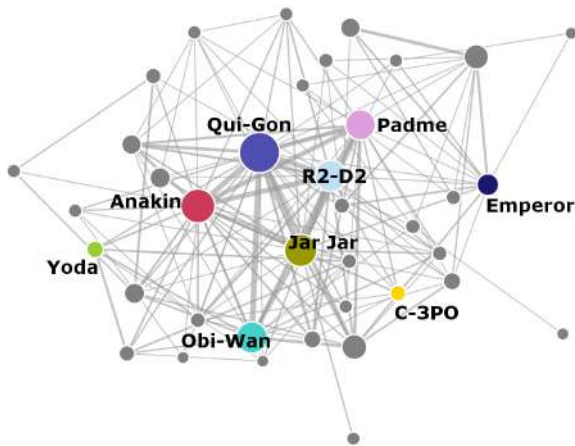 Qui-Gon
Padme
R2-D2
Anakin
Emperor
Jar Jar
Yoda
C-3PO
Obi-Wan